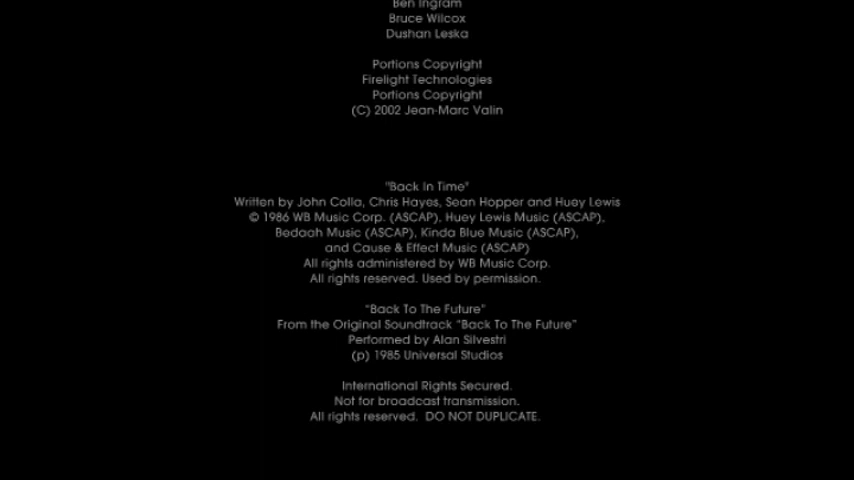 Ben Ingram
Bruce Wilcox
Dushan Leska
Portions Copyright
Firelight Technologies
Portions Copyright
(C) 2002 Jean-Marc Valin
"Back In Time"
Written by John Colla, Chris Hayes, Sean Hopper and Huey Lewis
© 1986 WB Music Corp. (ASCAP), Huey Lewis Music (ASCAP),
Bedaah Music (ASCAP), Kinda Blue Music (ASCAP),
and Cause & Effect Music (ASCAP)
All rights administered by WB Music Corp.
All rights reserved. Used by permission.
“Back To The Future”
From the Original Soundtrack “Back To The Future”
Performed by Alan Silvestri
(p) 1985 Universal Studios
International Rights Secured.
Not for broadcast transmission.
All rights reserved.  DO NOT DUPLICATE.